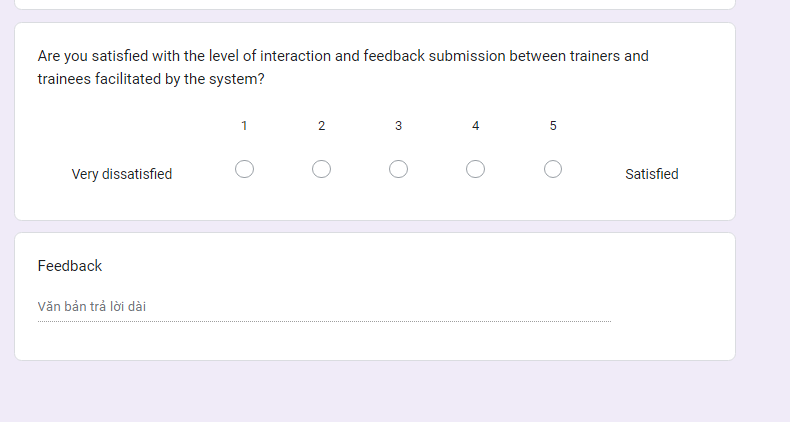 Are you satisfied with the level of interaction and feedback submission between trainers and
trainees facilitated by the system?
1 2 3 4 5
Very dissatisfied Satisfied
Feedback
Văn bản trả lời dài